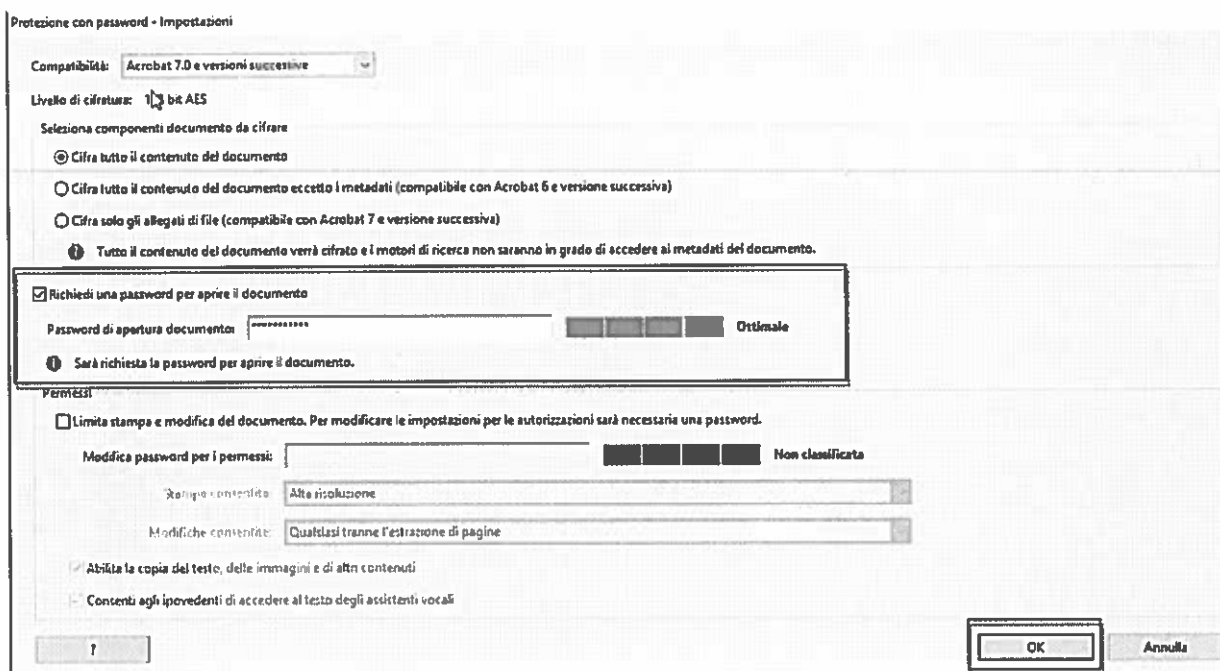 Protezione con password - Impostazioni
Compatibilità: Acrobat 7.0 e versioni successive
Livello di cifratura: bit AES
Seleziona componenti documento da cifrare
Cifra tutto il contenuto del documento
Cifra tutto il contenuto del documento eccetto i metadati (compatibile con Acrobat 6 e versione successiva)
Cifra solo gli allegati di file (compatibile con Acrobat 7 e versione successiva)
Tutto il contenuto del documento verrà cifrato e i motori di ricerca non saranno in grado di accedere ai metadati del documento.
Richiedi una password per aprire il documento
Password di apertura documento: *********** Ottimale
Sarà richiesta la password per aprire il documento.
Permessi
Limita stampa e modifica del documento. Per modificare le impostazioni per le autorizzazioni sarà necessaria una password.
Modifica password per i permessi: Non classificata
Stampa consentita: Alta risoluzione
Modifiche consentite: Qualsiasi tranne l'estrazione di pagine
Abilita la copia del testo, delle immagini e di altri contenuti
Consenti agli ipovedenti di accedere al testo degli assistenti vocali
? OK Annulla